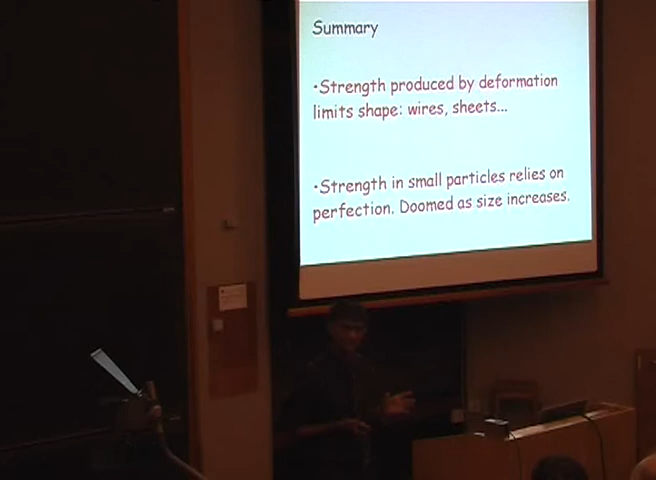 Summary
•Strength produced by deformation
limits shape: wires, sheets...
•Strength in small particles relies on
perfection. Doomed as size increases.